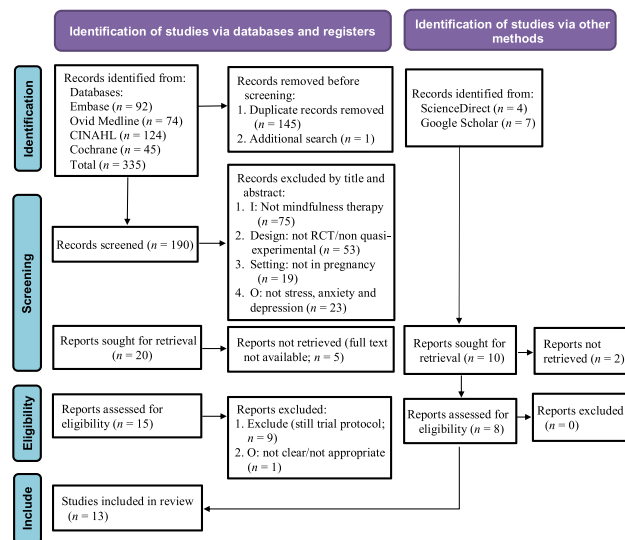 Identification of studies via databases and registers
Identification of studies via other
methods
Identification
Records identified from:
Databases:
Embase (n = 92)
Ovid Medline (n = 74)
CINAHL (n = 124)
Cochrane (n = 45)
Total (n = 335)
Records removed before
screening:
1. Duplicate records removed
(n = 145)
2. Additional search (n = 1)
Records identified from:
ScienceDirect (n = 4)
Google Scholar (n = 7)
Screening
Records screened (n = 190)
Records excluded by title and
abstract:
1. I: Not mindfulness therapy
(n =75)
2. Design: not RCT/non quasi-
experimental (n = 53)
3. Setting: not in pregnancy
(n = 19)
4. O: not stress, anxiety and
depression (n = 23)
Reports sought for retrieval
(n = 20)
Reports not retrieved (full text
not available; n = 5)
Reports sought for
retrieval (n = 10)
Reports not
retrieved (n = 2)
Eligibility
Reports assessed for
eligibility (n = 15)
Reports excluded:
1. Exclude (still trial protocol;
n = 9)
2. O: not clear/not appropriate
(n = 1)
Reports assessed for
eligibility (n = 8)
Reports excluded
(n = 0)
Include
Studies included in review
(n = 13)